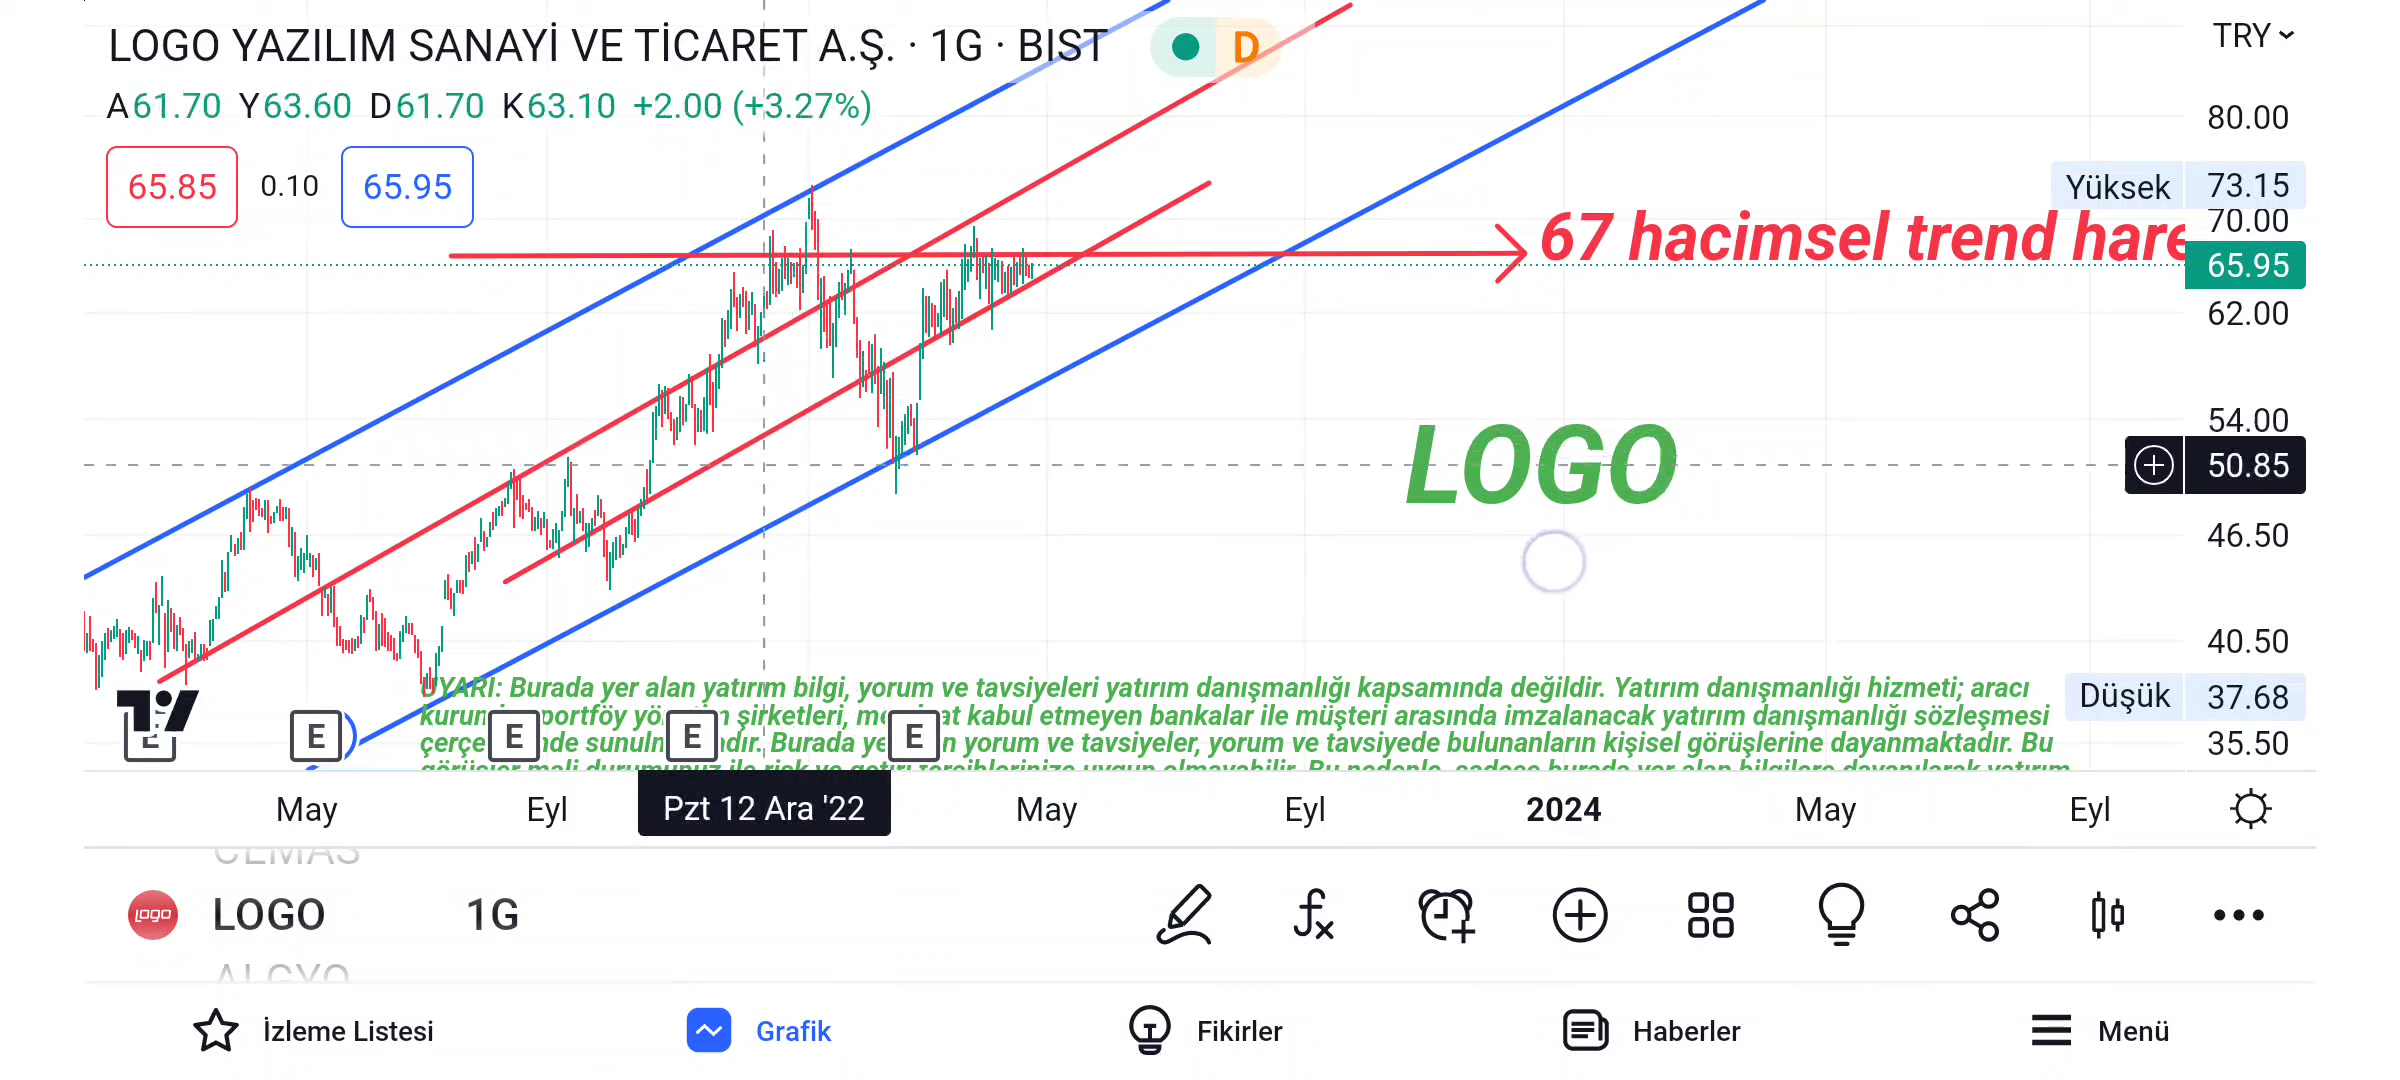 LOGO YAZILIM SANAYİ VE TİCARET A.Ş. · 1G · BIST D
TRY
A61.70 Y63.60 D61.70 K63.10 +2.00 (+3.27%)
80.00
65.85 0.10 65.95
Yüksek 73.15
70.00
67 hacimsel trend hare
65.95
62.00
54.00
LOGO
50.85
46.50
40.50
UYARI: Burada yer alan yatırım bilgi, yorum ve tavsiyeleri yatırım danışmanlığı kapsamında değildir. Yatırım danışmanlığı hizmeti; aracı
Düşük 37.68
şirketleri, at kabul etmeyen bankalar ile müşteri arasında imzalanacak yatırım danışmanlığı sözleşmesi
E E E E E
nde Burada yorum ve tavsiyeler, yorum ve tavsiyede bulunanların kişisel görüşlerine dayanmaktadır. Bu
35.50
May Eyl Pzt 12 Ara '22 May Eyl 2024 May Eyl
CEMAS
LOGO LOGO 1G
ALGYO
İzleme Listesi Grafik Fikirler Haberler Menü